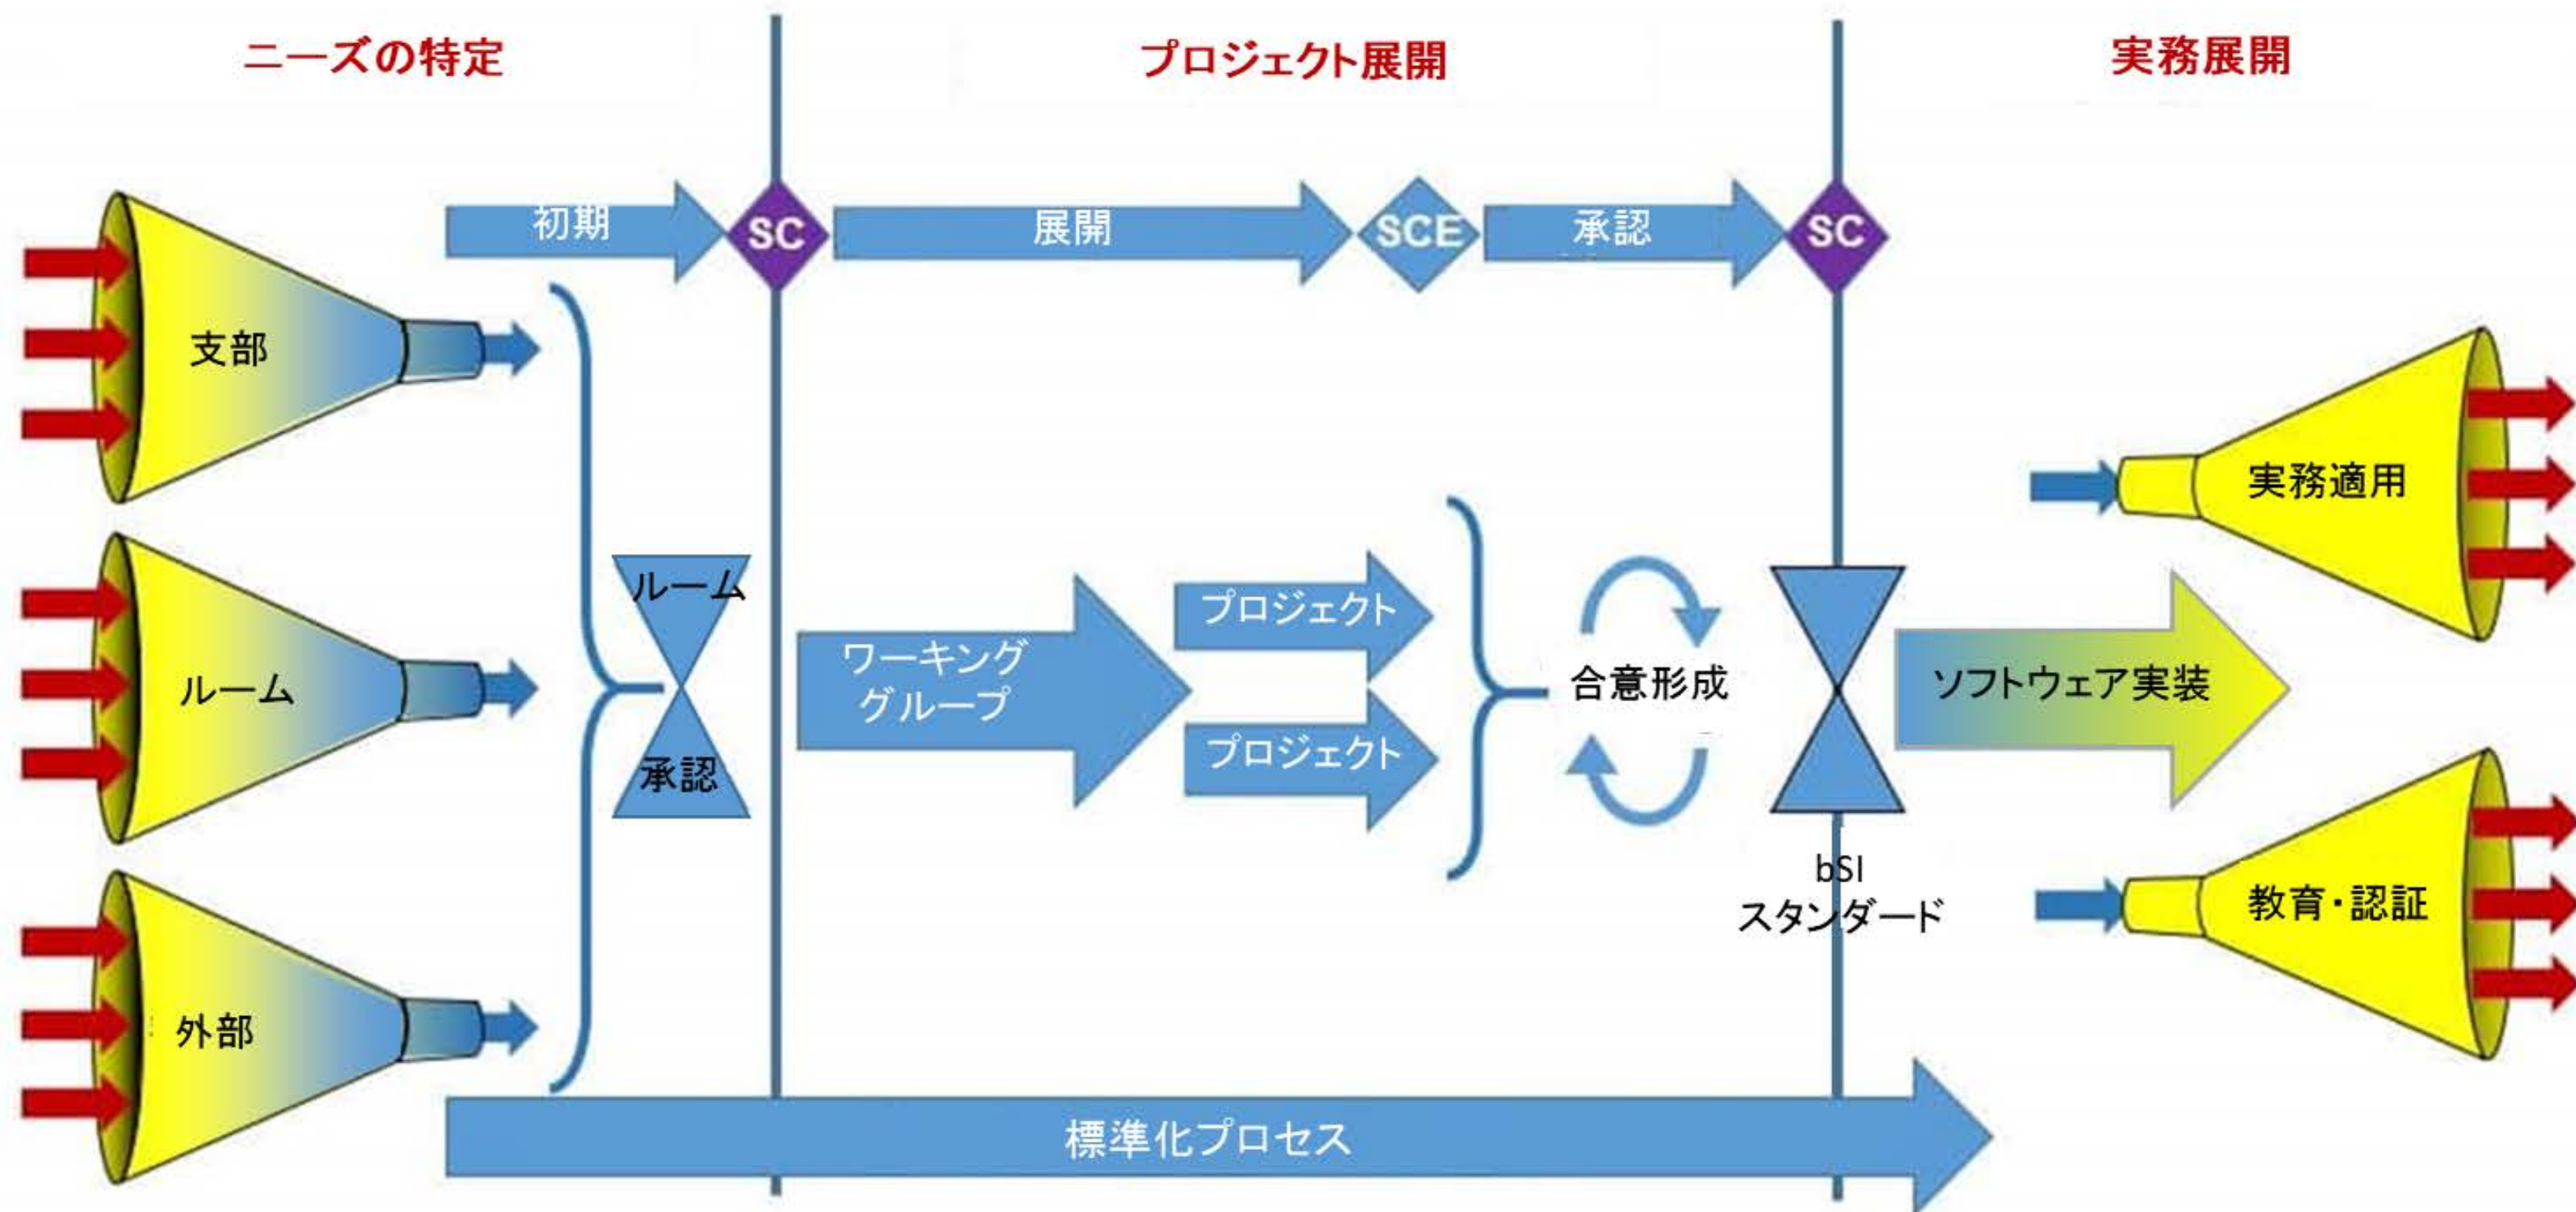 ニーズの特定
プロジェクト展開
実務展開
初期
SC
展開
SCE
承認
SC
支部
ルーム
外部
ルーム
承認
ワーキング
グループ
プロジェクト
プロジェクト
合意形成
bSI
スタンダード
ソフトウェア実装
実務適用
教育・認証
標準化プロセス